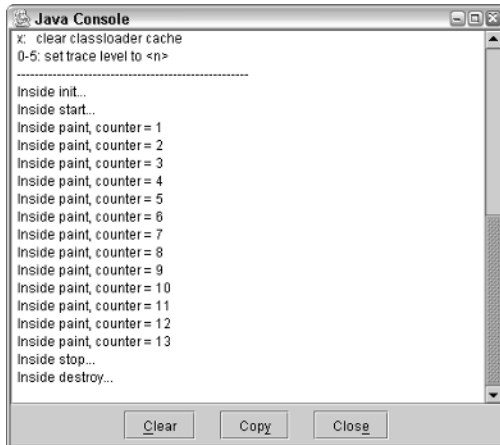 Java Console
x:  clear classloader cache
0-5: set trace level to <n>
----------------------------------------------------
Inside init...
Inside start...
Inside paint, counter = 1
Inside paint, counter = 2
Inside paint, counter = 3
Inside paint, counter = 4
Inside paint, counter = 5
Inside paint, counter = 6
Inside paint, counter = 7
Inside paint, counter = 8
Inside paint, counter = 9
Inside paint, counter = 10
Inside paint, counter = 11
Inside paint, counter = 12
Inside paint, counter = 13
Inside stop...
Inside destroy...
Clear Copy Close